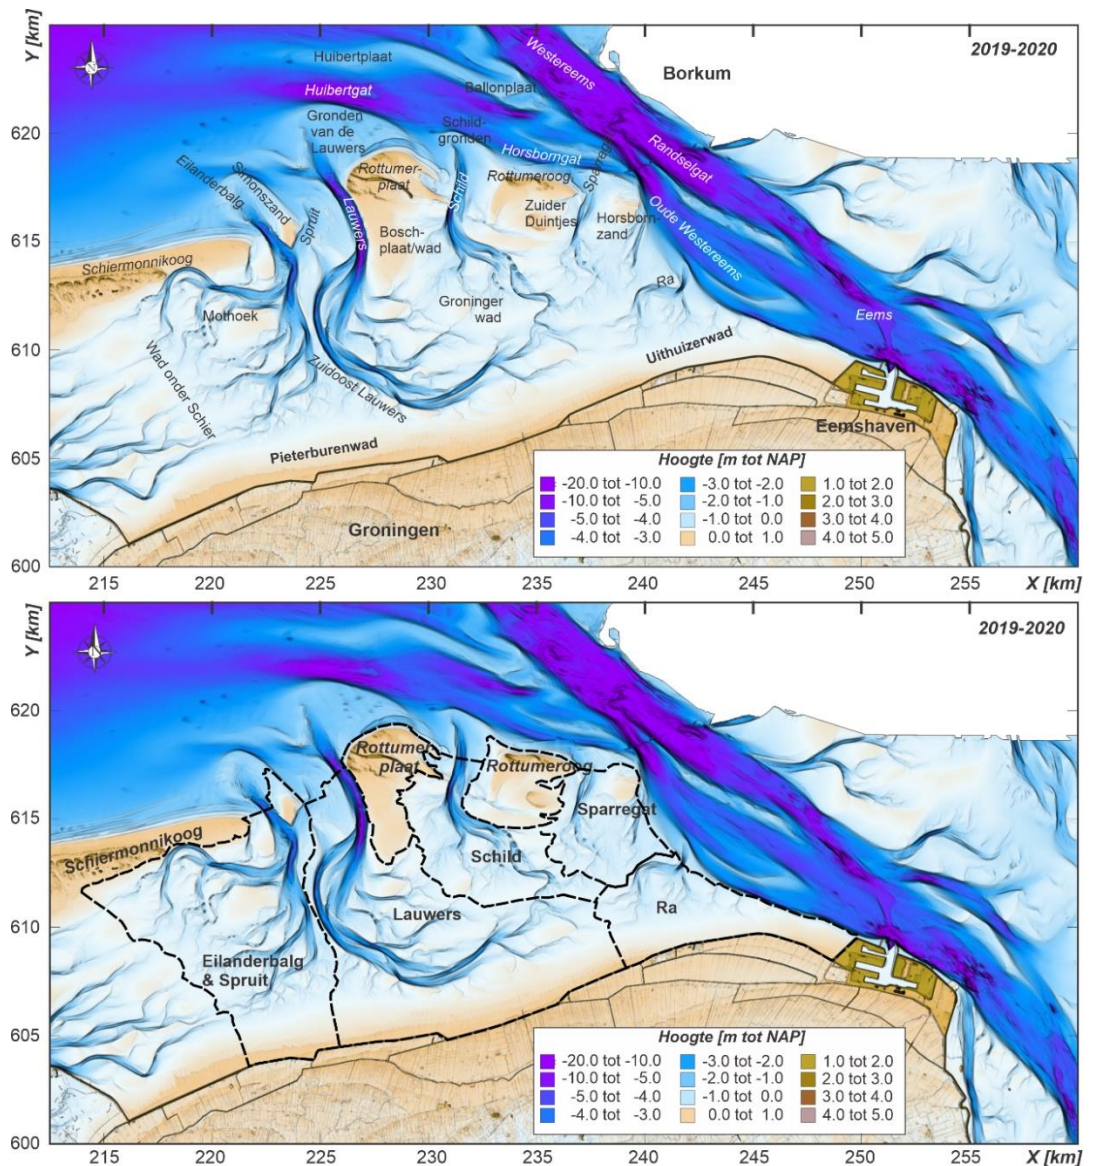 Y [km]
2019-2020
Huibertplaat
Westereems
Borkum
Huibertgat
Ballonplaat
620
Gronden
van de
Lauwers
Schild-
gronden
Horsborngat
Sparregat
Randselgat
Eilanderbalg
Simonszand
Rottumer-
plaat
Schild
Rottumeroog
Spruit
Lauwers
Zuider
Duintjes
Horsborn-
zand
Oude Westereems
615
Bosch-
plaat/wad
Schiermonnikoog
Ra
Mothoek
Groninger
wad
Eems
610
Wad onder Schier
Zuidoost Lauwers
Uithuizerwad
Pieterburenwad
Eemshaven
605
Groningen
Hoogte [m tot NAP]
-20.0 tot -10.0 -3.0 tot -2.0 1.0 tot 2.0
-10.0 tot -5.0 -2.0 tot -1.0 2.0 tot 3.0
-5.0 tot -4.0 -1.0 tot 0.0 3.0 tot 4.0
-4.0 tot -3.0 0.0 tot 1.0 4.0 tot 5.0
600
215 220 225 230 235 240 245 250 255 X [km]
Y [km]
2019-2020
620
Rottumer-
plaat
Rottumeroog
615
Sparregat
Schiermonnikoog
Schild
Lauwers
Ra
610
Eilanderbalg
& Spruit
605
Hoogte [m tot NAP]
-20.0 tot -10.0 -3.0 tot -2.0 1.0 tot 2.0
-10.0 tot -5.0 -2.0 tot -1.0 2.0 tot 3.0
-5.0 tot -4.0 -1.0 tot 0.0 3.0 tot 4.0
-4.0 tot -3.0 0.0 tot 1.0 4.0 tot 5.0
600
215 220 225 230 235 240 245 250 255 X [km]